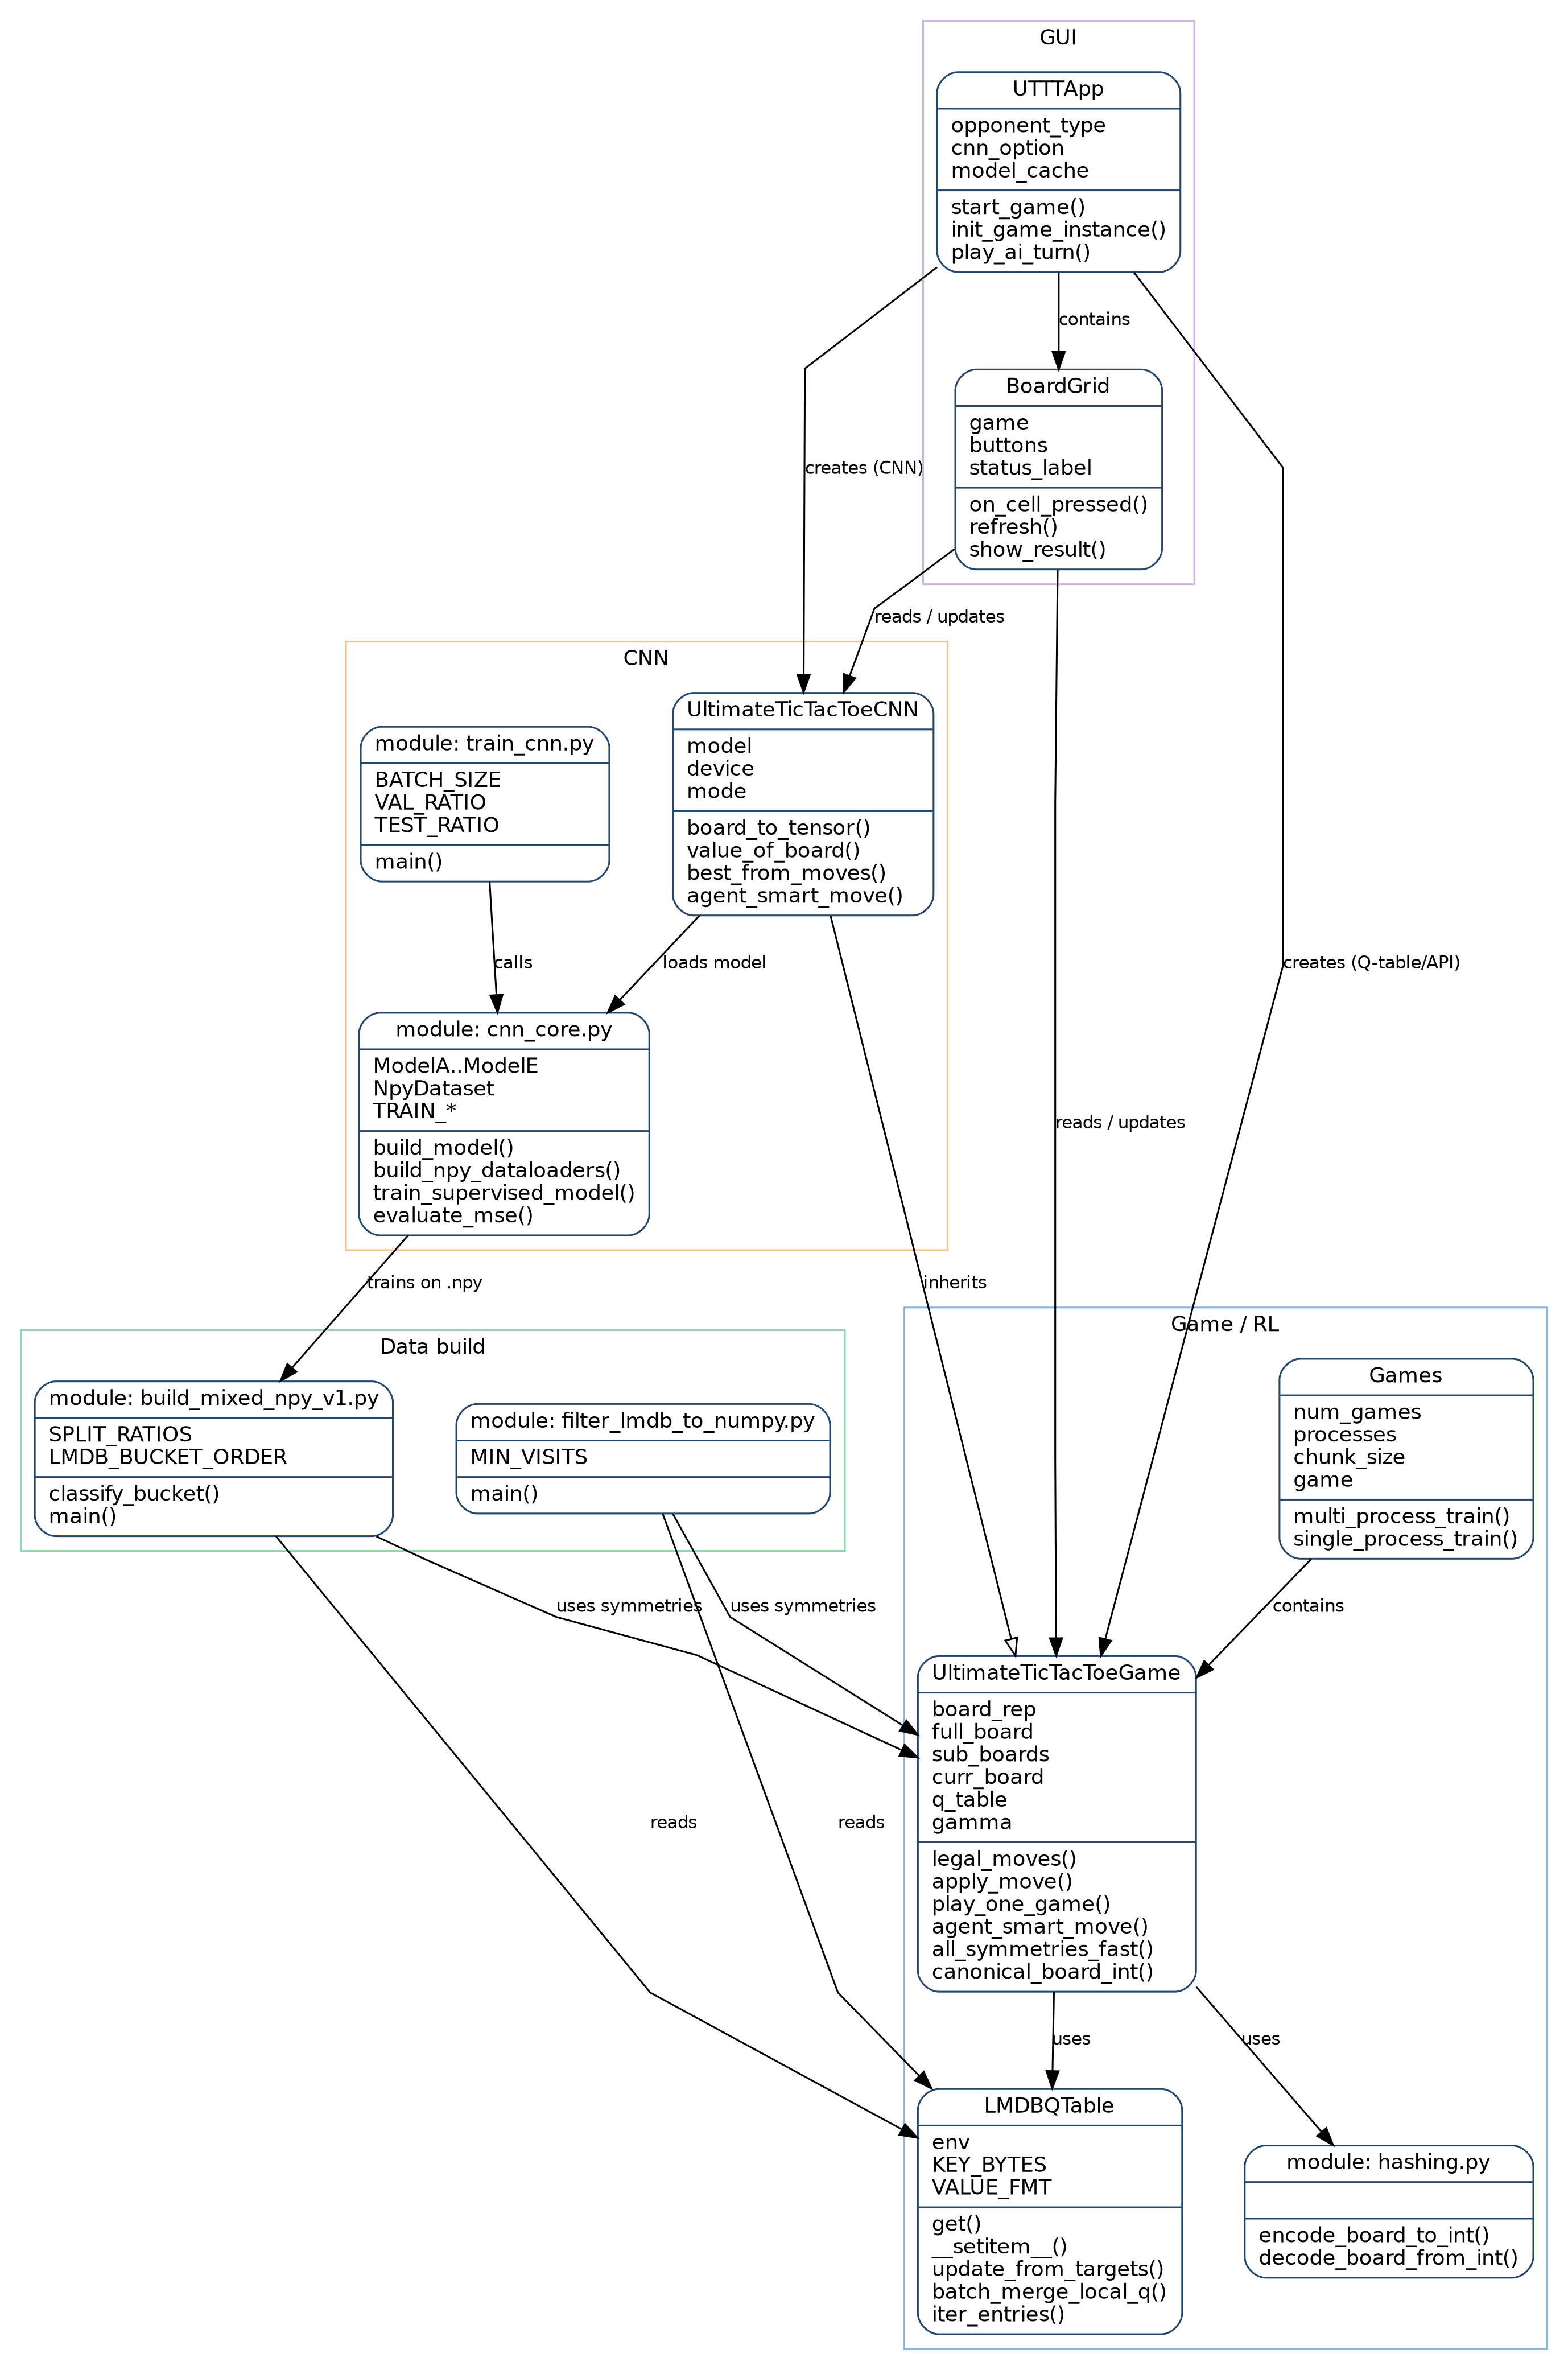 GUI
UTTTApp
opponent_type
cnn_option
model_cache
start_game()
init_game_instance()
play_ai_turn()
contains
BoardGrid
game
buttons
status_label
on_cell_pressed()
refresh()
show_result()
creates (CNN)
reads / updates
CNN
UltimateTicTacToeCNN
model
device
mode
board_to_tensor()
value_of_board()
best_from_moves()
agent_smart_move()
module: train_cnn.py
BATCH_SIZE
VAL_RATIO
TEST_RATIO
main()
calls
loads model
creates (Q-table/API)
module: cnn_core.py
ModelA..ModelE
NpyDataset
TRAIN_*
build_model()
build_npy_dataloaders()
train_supervised_model()
evaluate_mse()
reads / updates
trains on .npy
inherits
Data build
module: build_mixed_npy_v1.py
SPLIT_RATIOS
LMDB_BUCKET_ORDER
classify_bucket()
main()
module: filter_lmdb_to_numpy.py
MIN_VISITS
main()
Game / RL
Games
num_games
processes
chunk_size
game
multi_process_train()
single_process_train()
uses symmetries
uses symmetries
contains
UltimateTicTacToeGame
board_rep
full_board
sub_boards
curr_board
q_table
gamma
legal_moves()
apply_move()
play_one_game()
agent_smart_move()
all_symmetries_fast()
canonical_board_int()
reads
reads
uses
uses
LMDBQTable
env
KEY_BYTES
VALUE_FMT
get()
__setitem__()
update_from_targets()
batch_merge_local_q()
iter_entries()
module: hashing.py
encode_board_to_int()
decode_board_from_int()